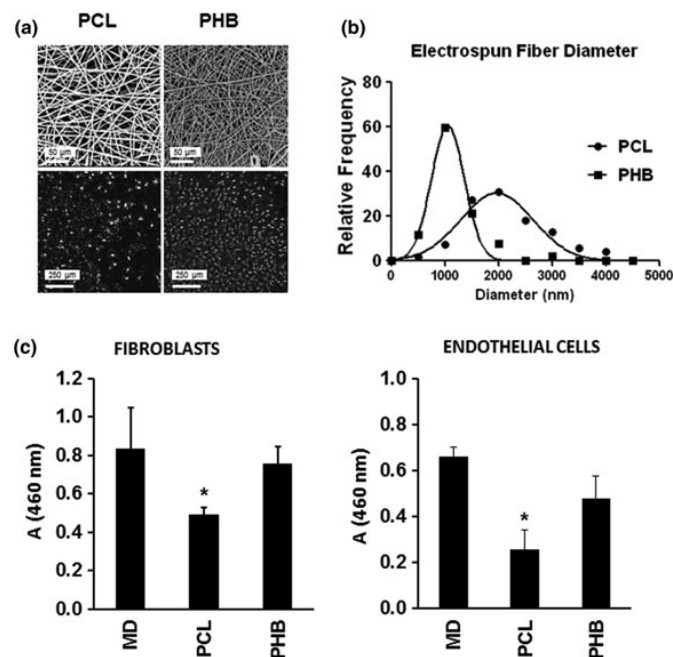 (a)
PCL
PHB
50 µm
50 µm
250 µm
250 µm
(b)
Electrospun Fiber Diameter
Relative Frequency
80
60
40
20
0
0
1000
2000
3000
4000
5000
Diameter (nm)
PCL
PHB
(c)
FIBROBLASTS
A (460 nm)
1.2
1.0
0.8
0.6
0.4
0.2
0.0
*
MD
PCL
PHB
ENDOTHELIAL CELLS
A (460 nm)
1.0
0.8
0.6
0.4
0.2
0.0
*
MD
PCL
PHB